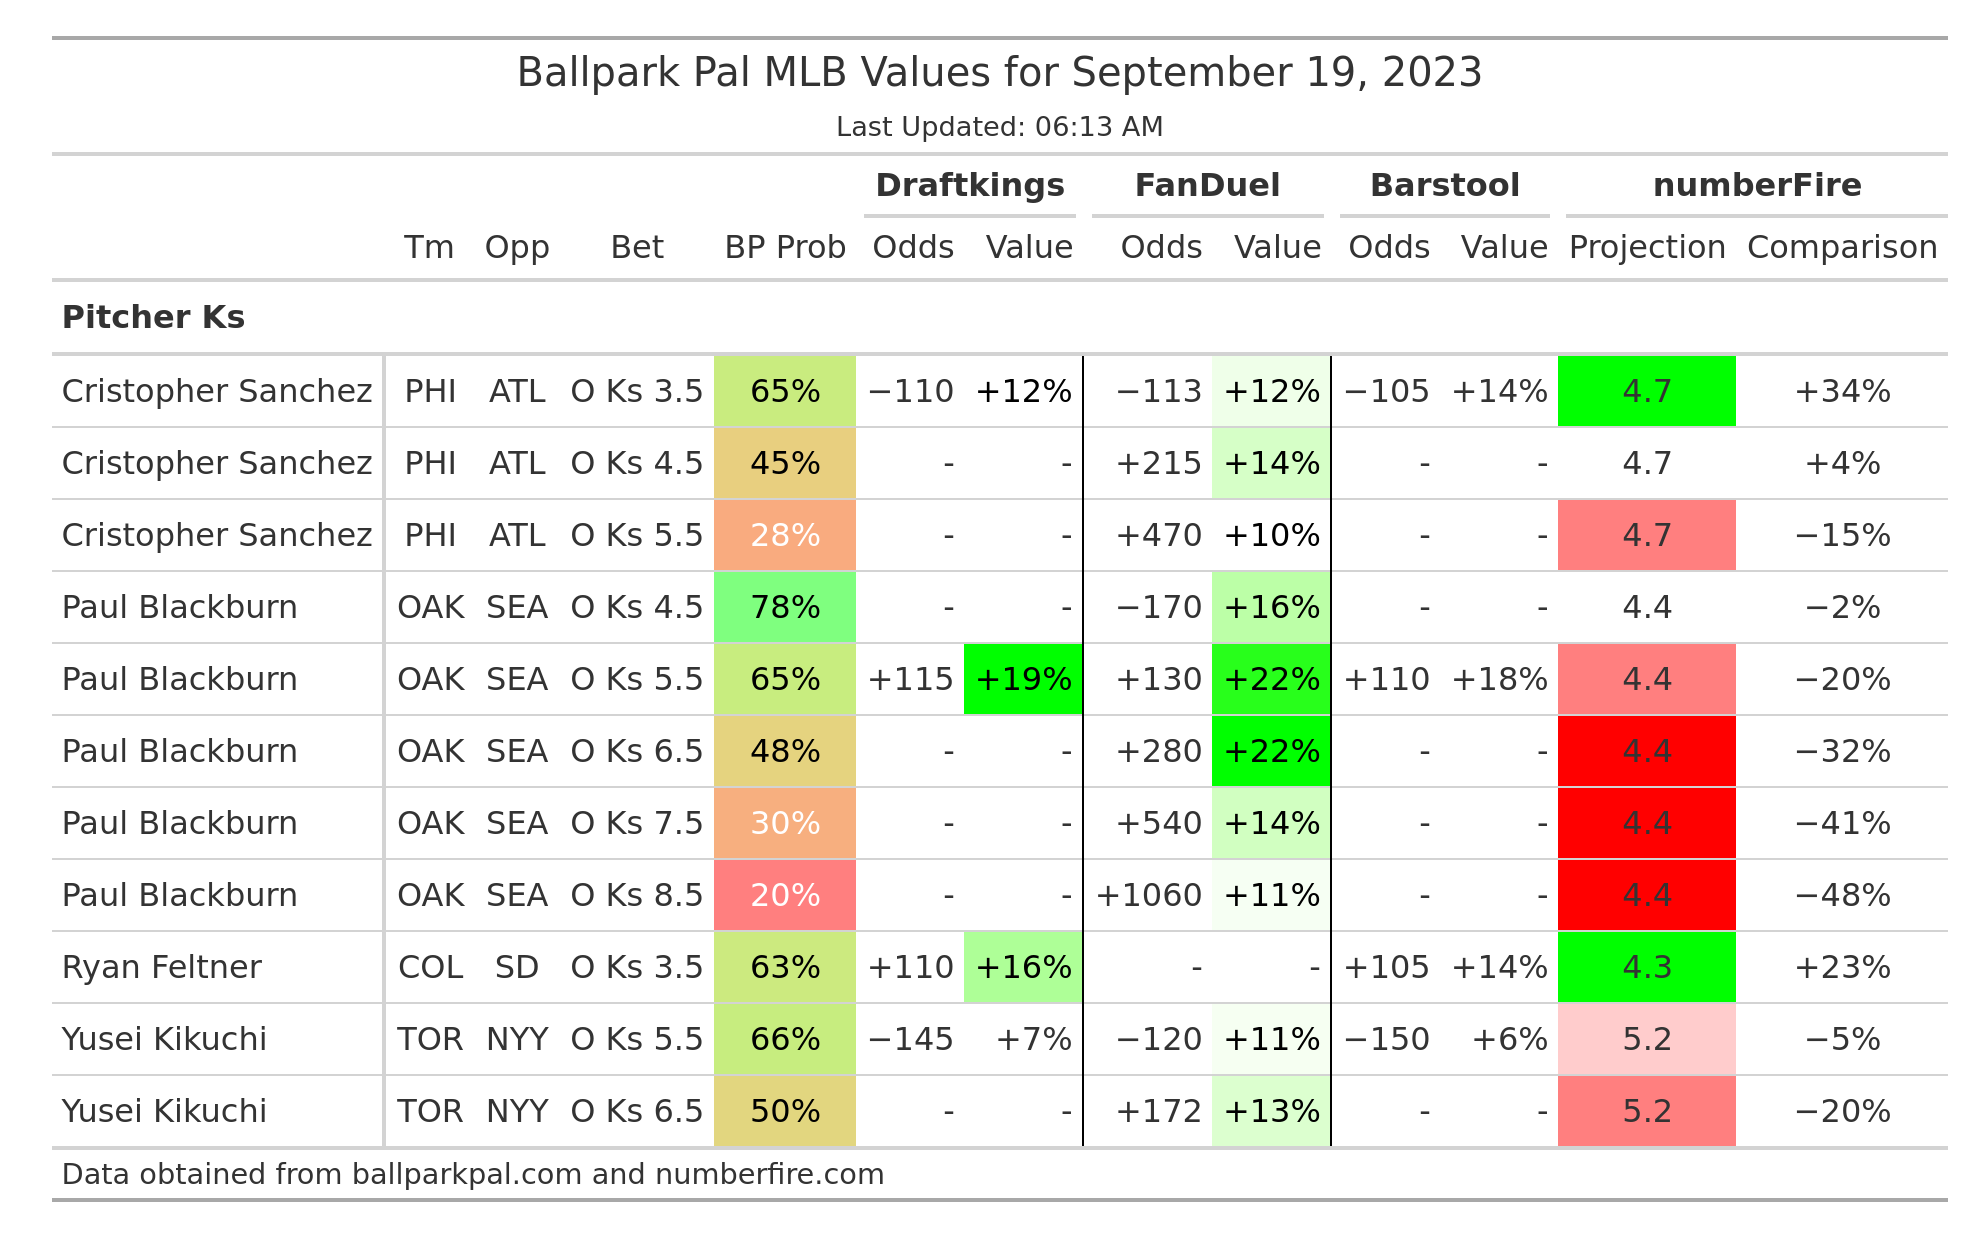 Ballpark Pal MLB Values for September 19, 2023
Last Updated: 06:13 AM
Draftkings FanDuel Barstool numberFire
Tm Opp Bet BP Prob Odds Value Odds Value Odds Value Projection Comparison
Pitcher Ks
Cristopher Sanchez PHI ATL O Ks 3.5 65% −110 +12% −113 +12% −105 +14% 4.7 +34%
Cristopher Sanchez PHI ATL O Ks 4.5 45% - - +215 +14% - - 4.7 +4%
Cristopher Sanchez PHI ATL O Ks 5.5 28% - - +470 +10% - - 4.7 −15%
Paul Blackburn OAK SEA O Ks 4.5 78% - - −170 +16% - - 4.4 −2%
Paul Blackburn OAK SEA O Ks 5.5 65% +115 +19% +130 +22% +110 +18% 4.4 −20%
Paul Blackburn OAK SEA O Ks 6.5 48% - - +280 +22% - - 4.4 −32%
Paul Blackburn OAK SEA O Ks 7.5 30% - - +540 +14% - - 4.4 −41%
Paul Blackburn OAK SEA O Ks 8.5 20% - - +1060 +11% - - 4.4 −48%
Ryan Feltner COL SD O Ks 3.5 63% +110 +16% - - +105 +14% 4.3 +23%
Yusei Kikuchi TOR NYY O Ks 5.5 66% −145 +7% −120 +11% −150 +6% 5.2 −5%
Yusei Kikuchi TOR NYY O Ks 6.5 50% - - +172 +13% - - 5.2 −20%
Data obtained from ballparkpal.com and numberfire.com